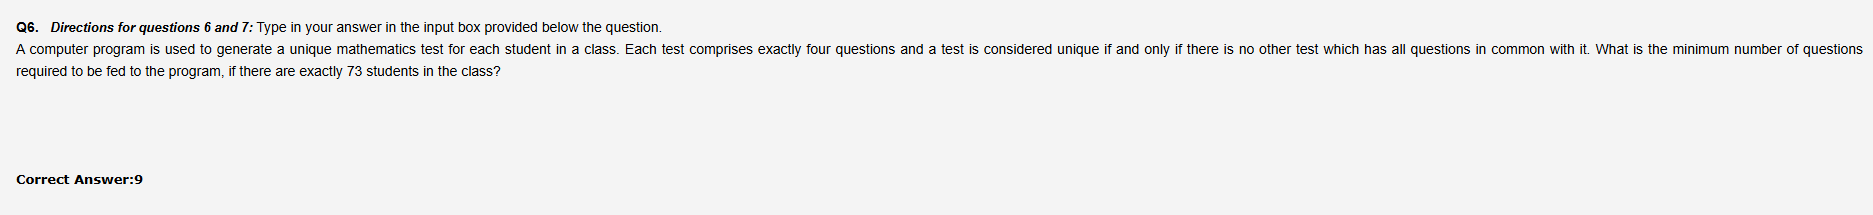 Q6. Directions for questions 6 and 7: Type in your answer in the input box provided below the question.
A computer program is used to generate a unique mathematics test for each student in a class. Each test comprises exactly four questions and a test is considered unique if and only if there is no other test which has all questions in common with it. What is the minimum number of questions
required to be fed to the program, if there are exactly 73 students in the class?
Correct Answer:9